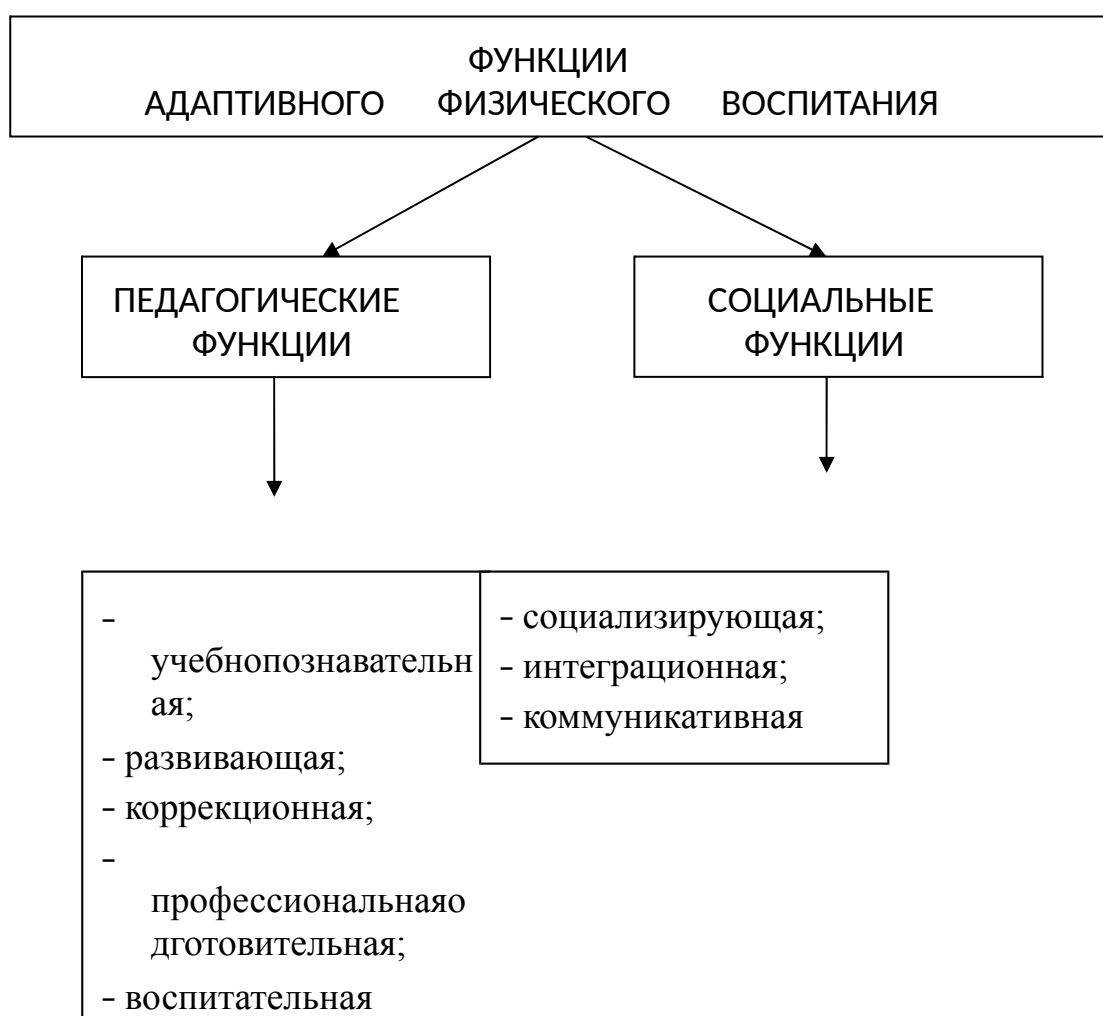 ФУНКЦИИ
АДАПТИВНОГО ФИЗИЧЕСКОГО ВОСПИТАНИЯ
ПЕДАГОГИЧЕСКИЕ
ФУНКЦИИ
СОЦИАЛЬНЫЕ
ФУНКЦИИ
-
учебнопознавательн
ая;
- развивающая;
- коррекционная;
-
профессиональнаяо
дготовительная;
- воспитательная
- социализирующая;
- интеграционная;
- коммуникативная